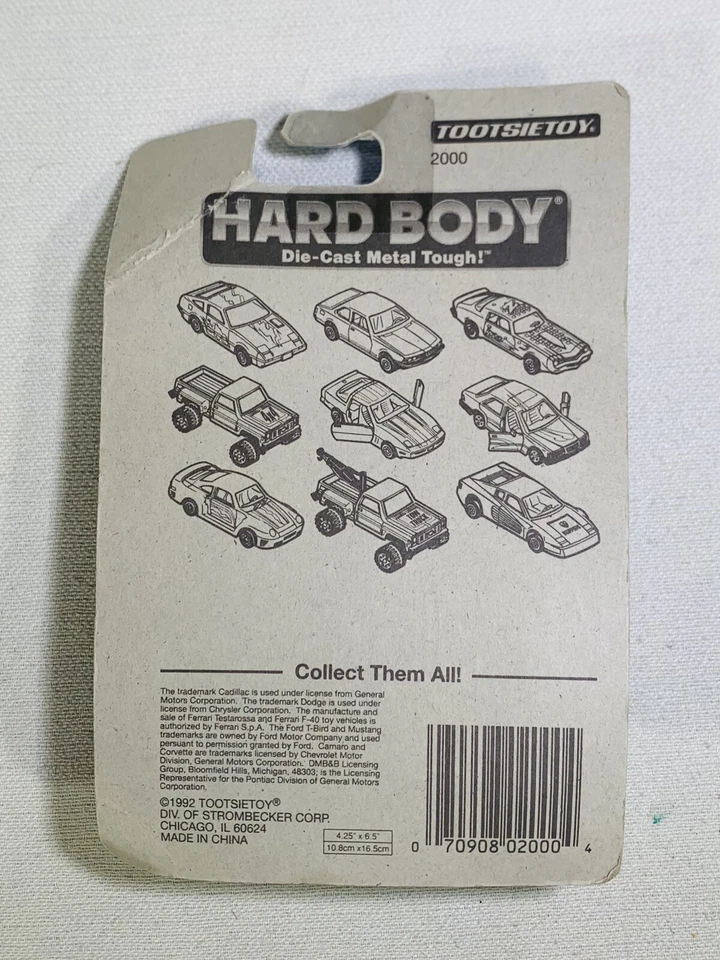 TOOTSIETOY®
2000
HARD BODY®
Die-Cast Metal Tough!™
Collect Them All!
The trademark Cadillac is used under license from General
Motors Corporation. The trademark Dodge is used under
license from Chrysler Corporation. The manufacture and
sale of Ferrari Testarossa and Ferrari F-40 toy vehicles is
authorized by Ferrari S.p.A. The Ford T-Bird and Mustang
trademarks are owned by Ford Motor Company and used
persuant to permission granted by Ford. Camaro and
Corvette are trademarks licensed by Chevrolet Motor
Division, General Motors Corporation. DMB&B Licensing
Group, Bloomfield Hills, Michigan, 48303; is the Licensing
Representative for the Pontiac Division of General Motors
Corporation.
©1992 TOOTSIETOY®
DIV. OF STROMBECKER CORP.
CHICAGO, IL 60624
MADE IN CHINA
4.25" x 6.5"
10.8cm x16.5cm
0 70908 02000 4